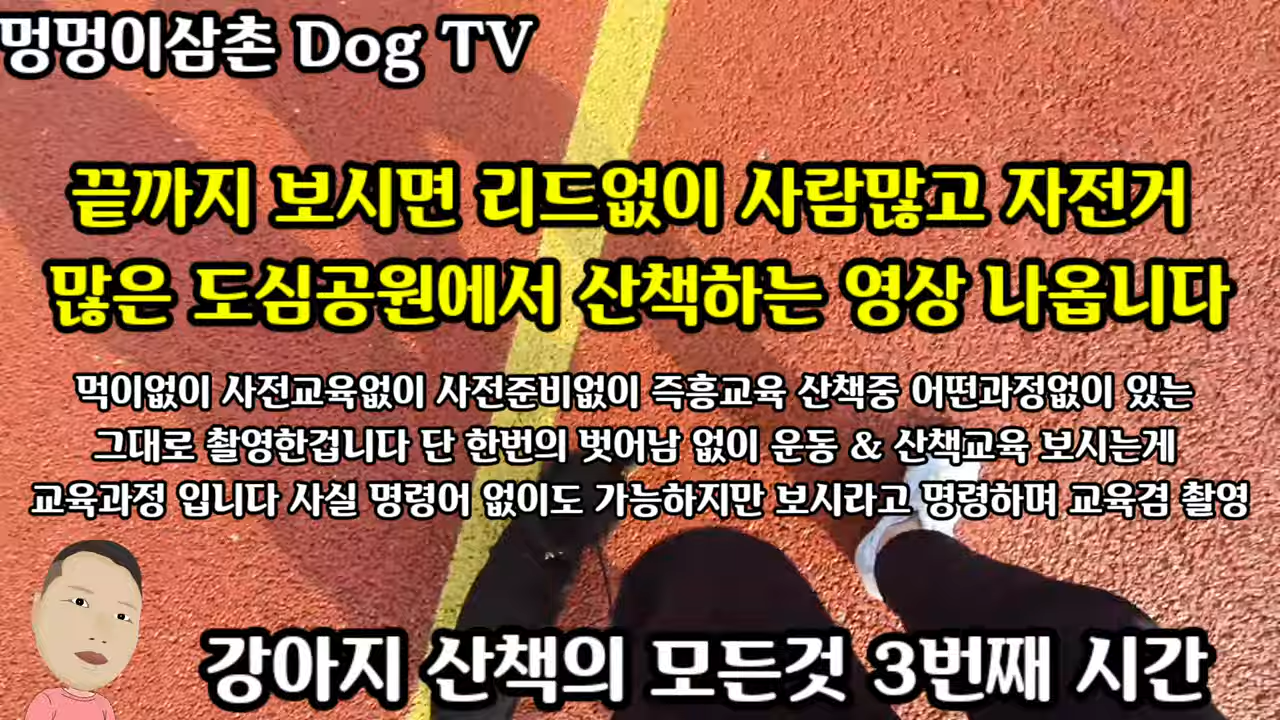 멍멍이삼촌 Dog TV
끝까지 보시면 리드없이 사람많고 자전거
많은 도심공원에서 산책하는 영상 나옵니다
먹이없이 사전교육없이 사전준비없이 즉흥교육 산책중 어떤과정없이 있는
그대로 촬영한겁니다 단 한번의 벗어남 없이 운동 & 산책교육 보시는게
교육과정 입니다 사실 명령어 없이도 가능하지만 보시라고 명령하며 교육겸 촬영
강아지 산책의 모든것 3번째 시간